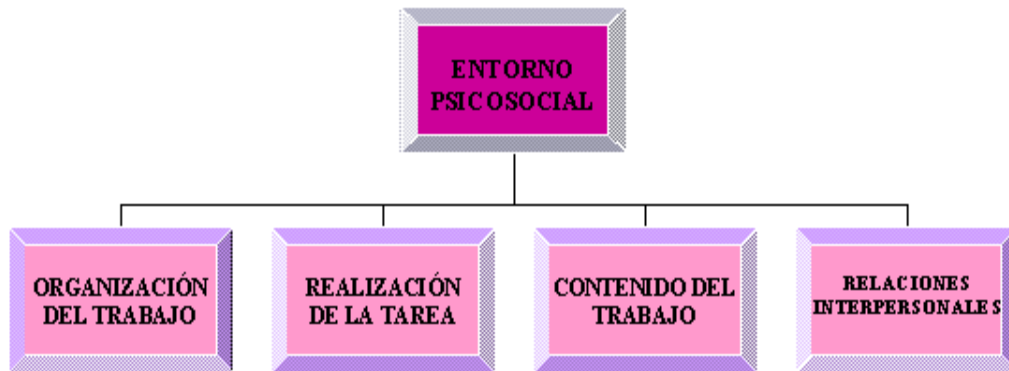 ENTORNO
PSICOSOCIAL
ORGANIZACIÓN
DEL TRABAJO
REALIZACIÓN
DE LA TAREA
CONTENIDO DEL
TRABAJO
RELACIONES
INTERPERSONALES